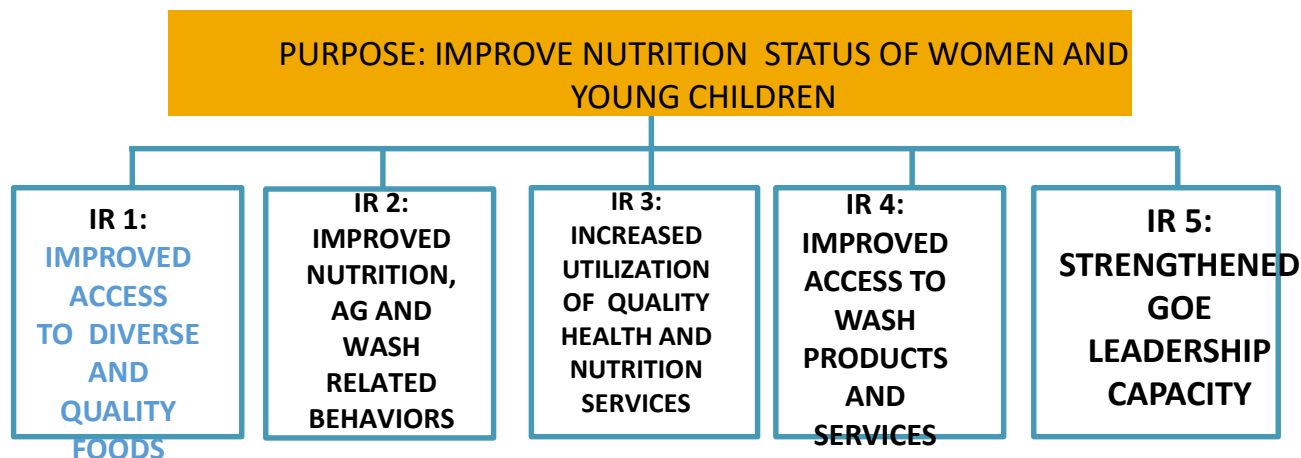 PURPOSE: IMPROVE NUTRITION STATUS OF WOMEN AND
YOUNG CHILDREN
IR 1:
IMPROVED
ACCESS
TO DIVERSE
AND
QUALITY
FOODS
IR 2:
IMPROVED
NUTRITION,
AG AND
WASH
RELATED
BEHAVIORS
IR 3:
INCREASED
UTILIZATION
OF QUALITY
HEALTH AND
NUTRITION
SERVICES
IR 4:
IMPROVED
ACCESS TO
WASH
PRODUCTS
AND
SERVICES
IR 5:
STRENGTHENED
GOE
LEADERSHIP
CAPACITY